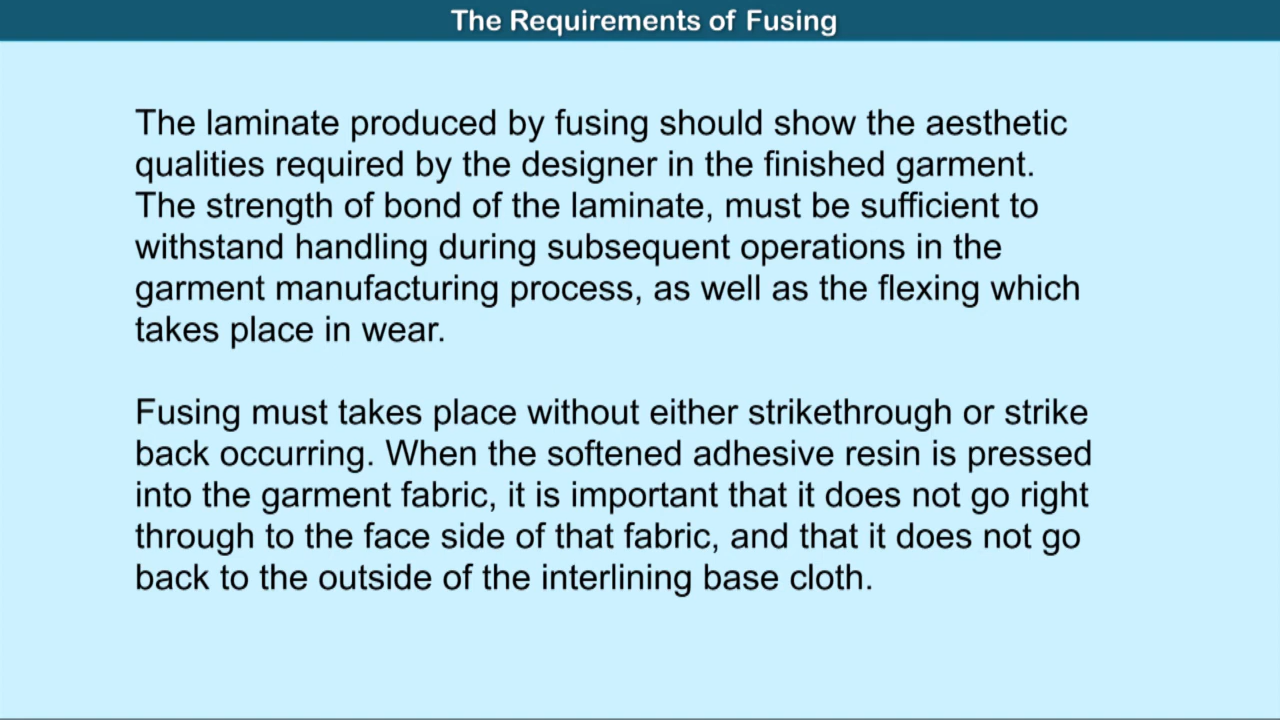 The Requirements of Fusing
The laminate produced by fusing should show the aesthetic
qualities required by the designer in the finished garment.
The strength of bond of the laminate, must be sufficient to
withstand handling during subsequent operations in the
garment manufacturing process, as well as the flexing which
takes place in wear.
Fusing must takes place without either strikethrough or strike
back occurring. When the softened adhesive resin is pressed
into the garment fabric, it is important that it does not go right
through to the face side of that fabric, and that it does not go
back to the outside of the interlining base cloth.